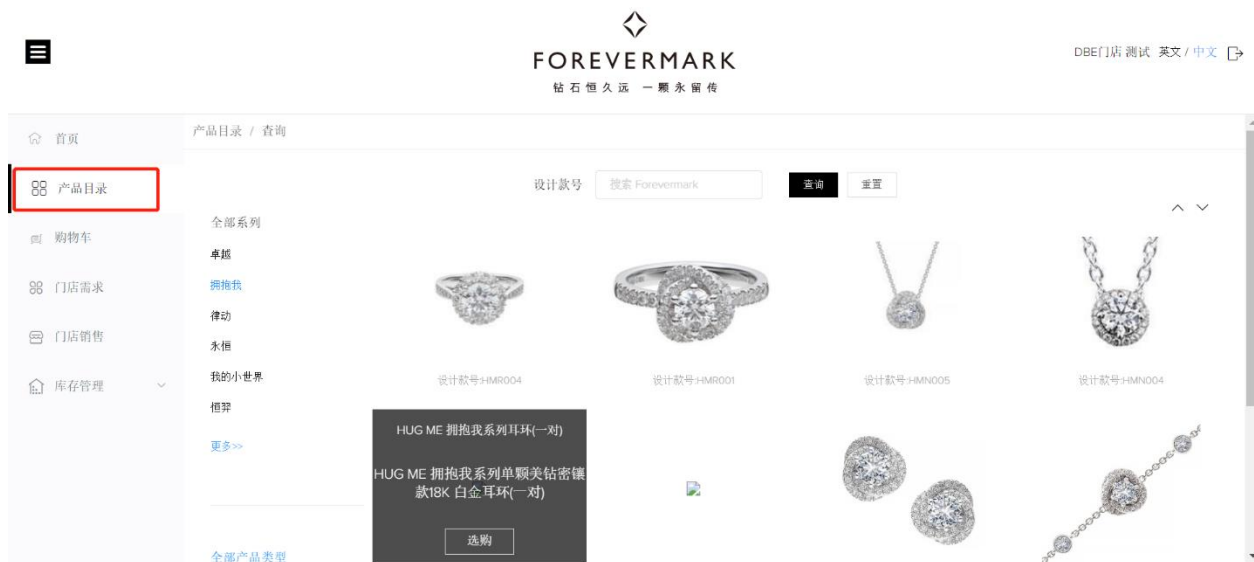 FOREVERMARK
钻石恒久远 一颗永留传
DBE门店 测试 英文 / 中文
首页
产品目录
购物车
门店需求
门店销售
库存管理
产品目录 / 查询
设计款号 搜索 Forevermark 查询 重置
全部系列
卓越
拥抱我
律动
永恒
我的小世界
恒羿
更多>>
全部产品类型
设计款号:HMR004
设计款号:HMR001
设计款号:HMN005
设计款号:HMN004
HUG ME 拥抱我系列耳环(一对)
HUG ME 拥抱我系列单颗美钻密镶
款18K 白金耳环(一对)
选购